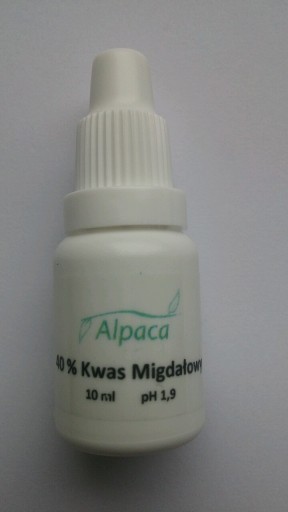 Alpaca
40 % Kwas Migdałowy
10 ml pH 1,9